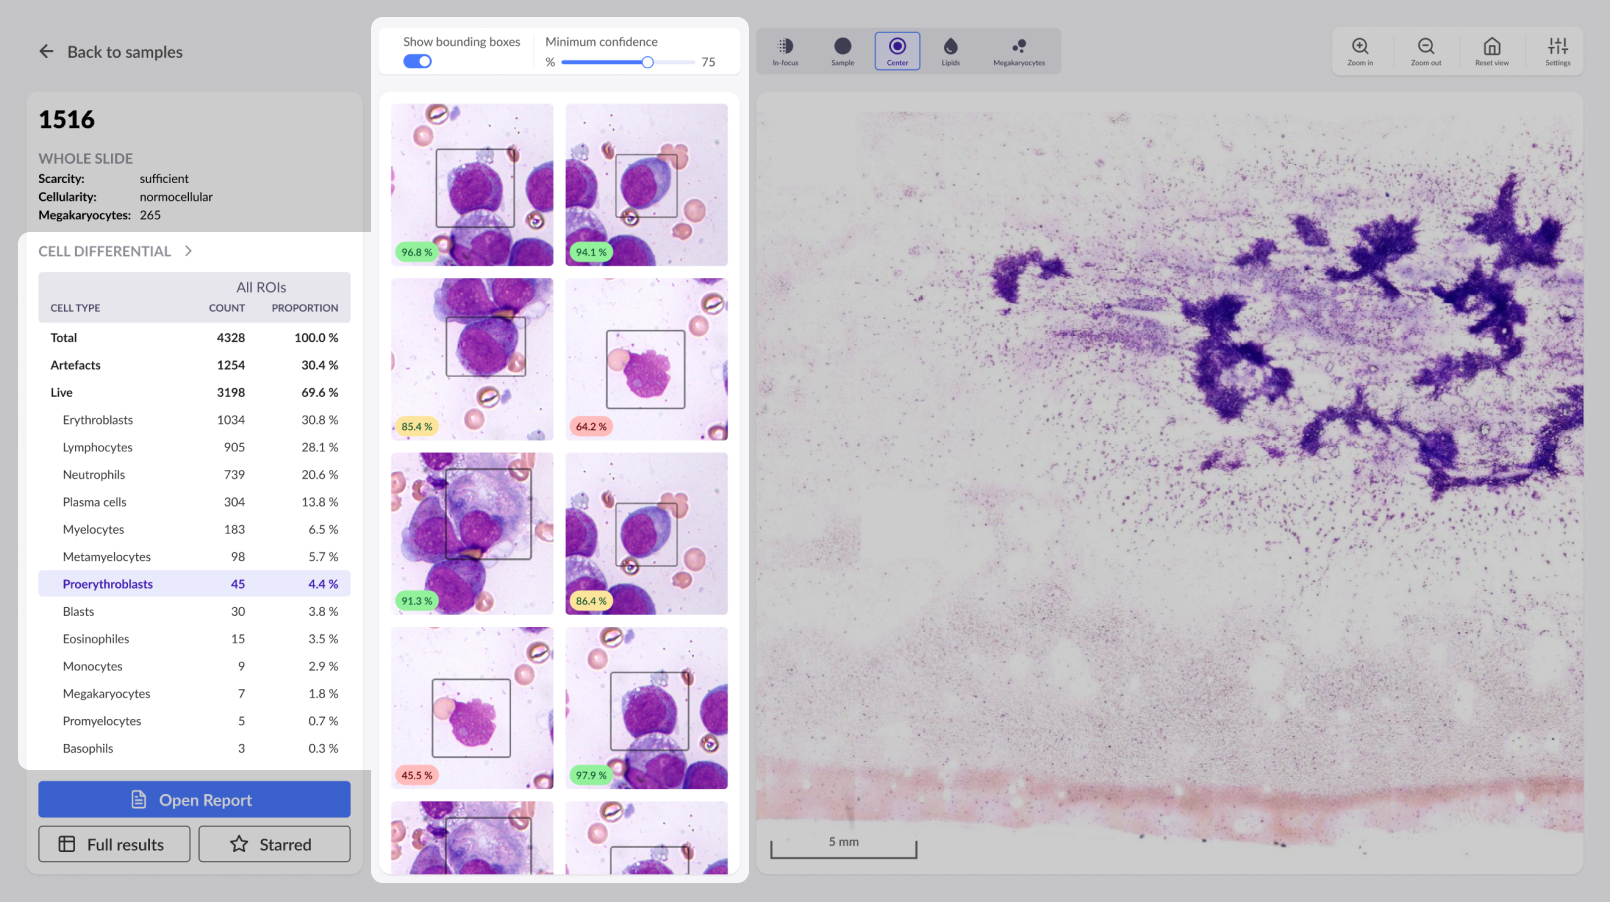 Back to samples
1516
WHOLE SLIDE
Scarcity: sufficient
Cellularity: normocellular
Megakaryocytes: 265
CELL DIFFERENTIAL
All ROIs
CELL TYPE COUNT PROPORTION
Total 4328 100.0 %
Artefacts 1254 30.4 %
Live 3198 69.6 %
Erythroblasts 1034 30.8 %
Lymphocytes 905 28.1 %
Neutrophils 739 20.6 %
Plasma cells 304 13.8 %
Myelocytes 183 6.5 %
Metamyelocytes 98 5.7 %
Proerythroblasts 45 4.4 %
Blasts 30 3.8 %
Eosinophiles 15 3.5 %
Monocytes 9 2.9 %
Megakaryocytes 7 1.8 %
Promyelocytes 5 0.7 %
Basophils 3 0.3 %
Open Report
Full results Starred
Show bounding boxes Minimum confidence
% 75
96.8 % 94.1 %
85.4 % 64.2 %
91.3 % 86.4 %
45.5 % 97.9 %
In-focus Sample Center Lipids Megakaryocytes
Zoom in Zoom out Reset view Settings
5 mm